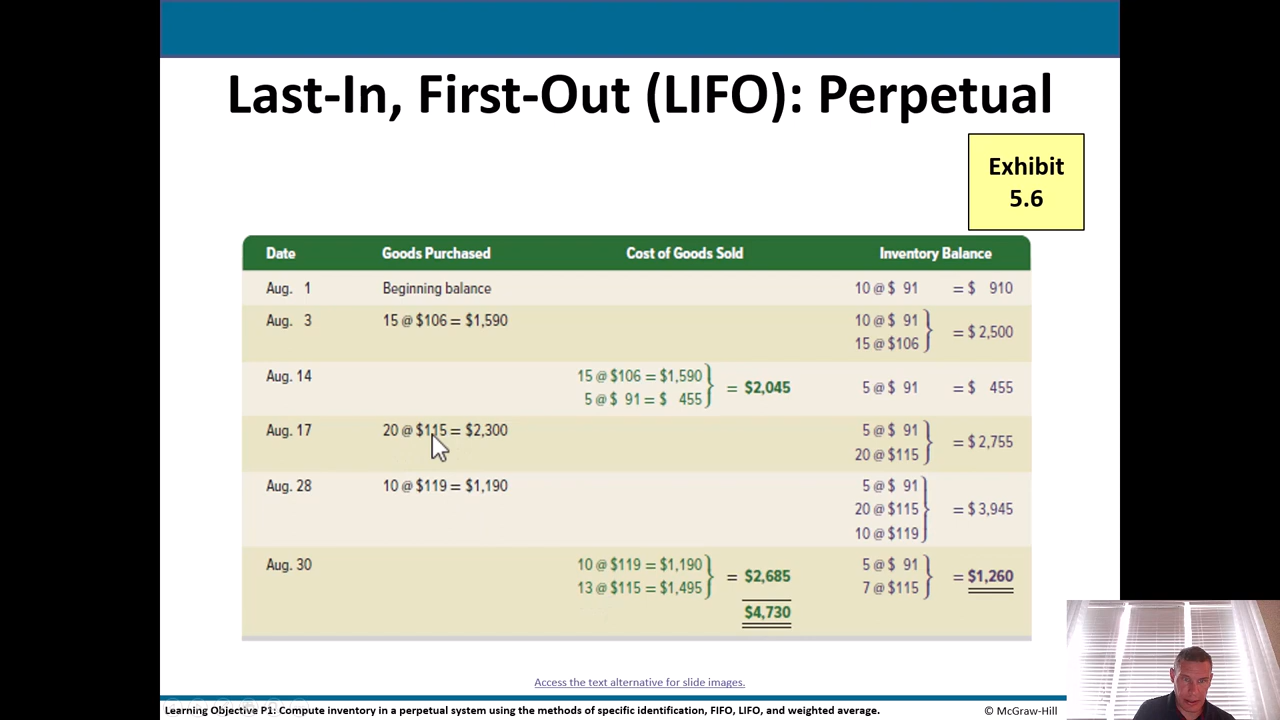 Last-In, First-Out (LIFO): Perpetual
Exhibit
5.6
Date Goods Purchased Cost of Goods Sold Inventory Balance
Aug. 1 Beginning balance 10 @ $ 91 = $ 910
Aug. 3 15 @ $106 = $1,590 10 @ $ 91
15 @ $106 = $ 2,500
Aug. 14 15 @ $106 = $1,590
5 @ $ 91 = $ 455 = $2,045 5 @ $ 91 = $ 455
Aug. 17 20 @ $115 = $2,300 5 @ $ 91
20 @ $115 = $ 2,755
Aug. 28 10 @ $119 = $1,190 5 @ $ 91
20 @ $115 = $ 3,945
10 @ $119
Aug. 30 10 @ $119 = $1,190 5 @ $ 91
13 @ $115 = $1,495 = $2,685 7 @ $115 = $1,260
$4,730
ccess the text alternative for slide images.
Learning Objective P1: Compute inventory in a perpetual system using the methods of specific identification, FIFO, LIFO, and weighted average. © McGraw-Hill